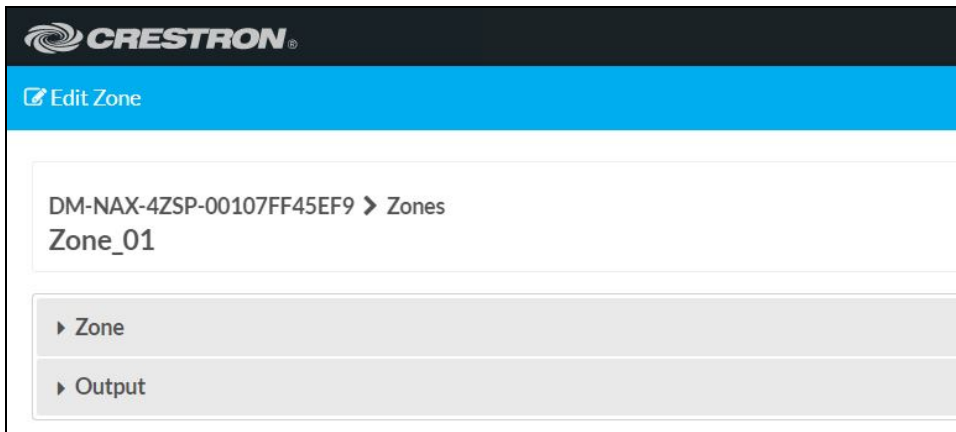 CRESTRON®
Edit Zone
DM-NAX-4ZSP-00107FF45EF9 > Zones
Zone_01
Zone
Output